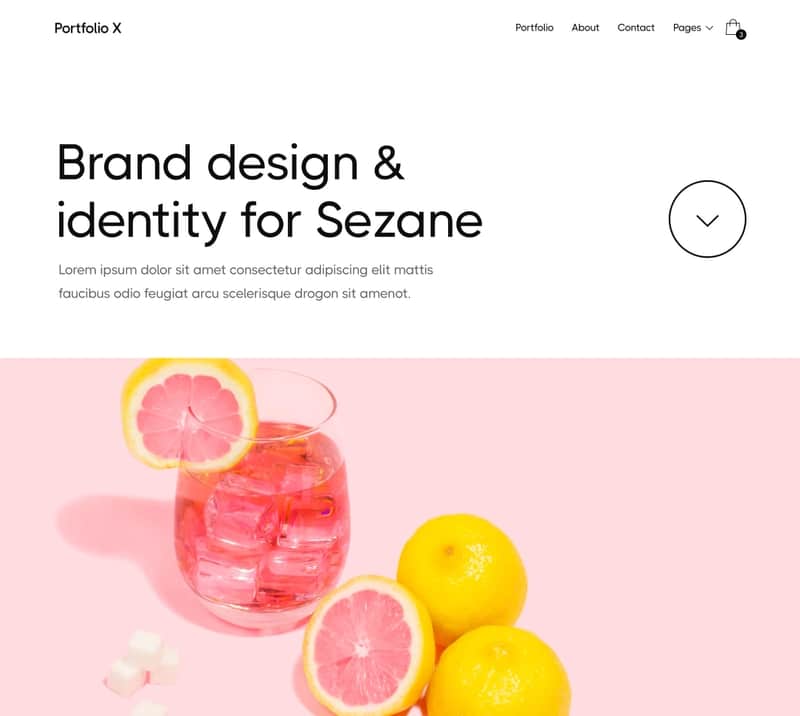 Portfolio X
Portfolio About Contact Pages
Brand design &
identity for Sezane
Lorem ipsum dolor sit amet consectetur adipiscing elit mattis
faucibus odio feugiat arcu scelerisque drogon sit amenot.